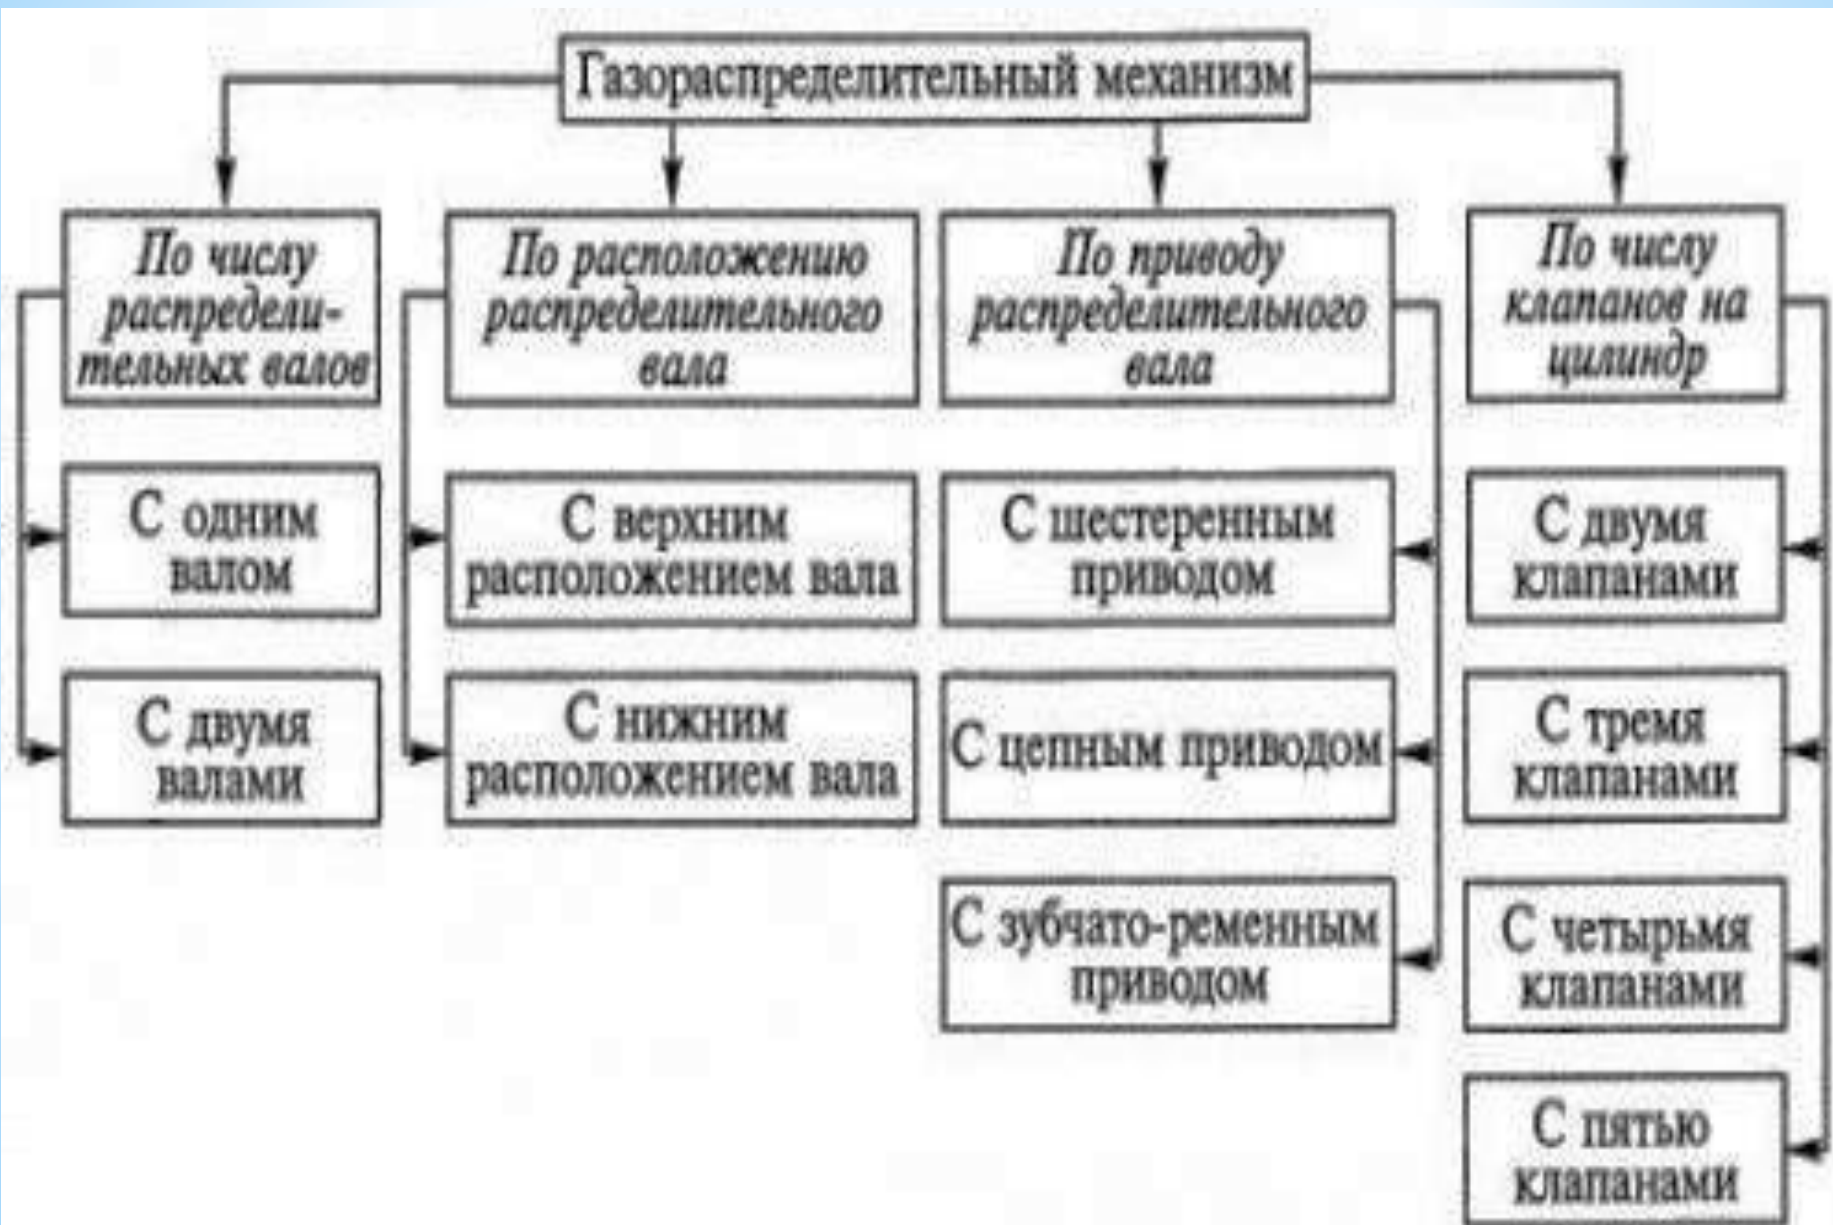 Газораспределительный механизм
По числу
распредели-
тельных валов
С одним
валом
С двумя
валами
По расположению
распределительного
вала
С верхним
расположением вала
С нижним
расположением вала
По приводу
распределительного
вала
С шестеренным
приводом
С цепным приводом
С зубчато-ременным
приводом
По числу
клапанов на
цилиндр
С двумя
клапанами
С тремя
клапанами
С четырьмя
клапанами
С пятью
клапанами